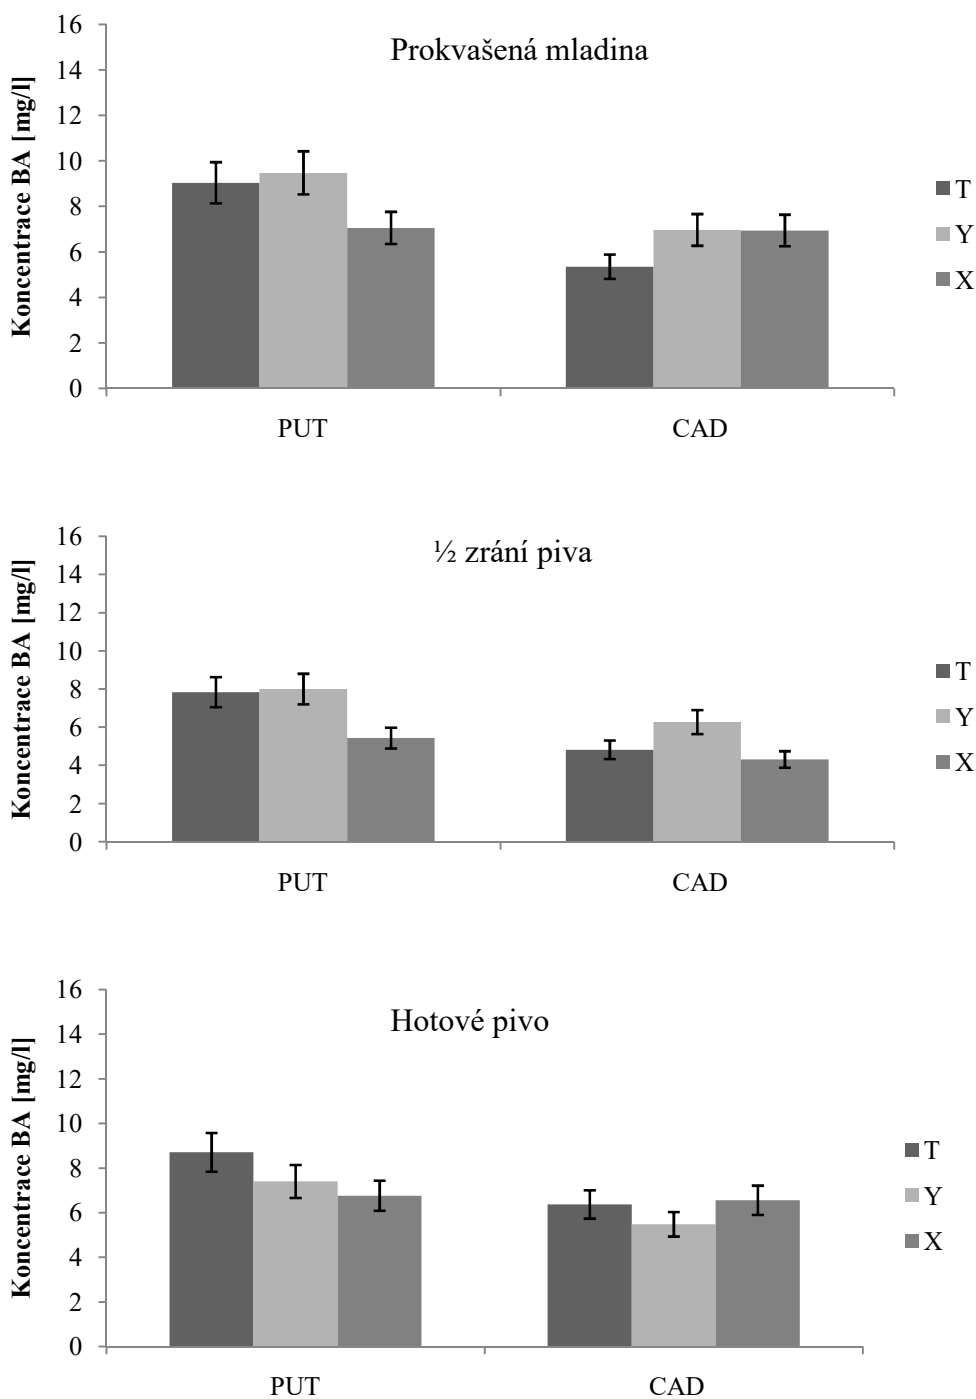 Prokvašená mladina
Koncentrace BA [mg/l]
16
14
12
10
8
6
4
2
0
PUT
CAD
T
Y
X
½ zrání piva
Koncentrace BA [mg/l]
16
14
12
10
8
6
4
2
0
PUT
CAD
T
Y
X
Hotové pivo
Koncentrace BA [mg/l]
16
14
12
10
8
6
4
2
0
PUT
CAD
T
Y
X